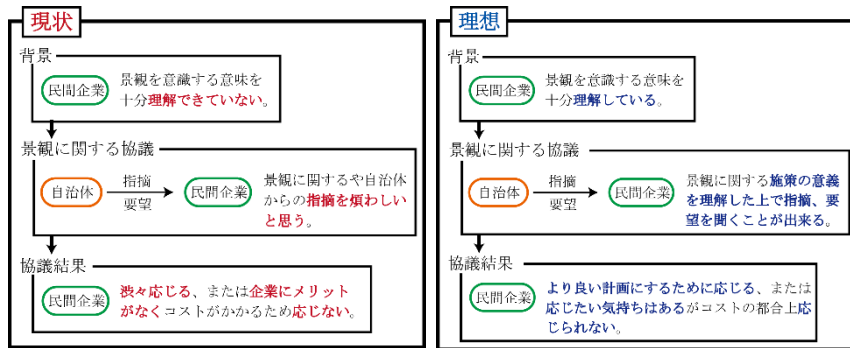 現状
背景
民間企業
景観を意識する意味を
十分理解できていない。
景観に関する協議
自治体
指摘
要望
民間企業
景観に関するや自治体
からの指摘を煩わしい
と思う。
協議結果
民間企業
渋々応じる、または企業にメリット
がなくコストがかかるため応じない。
理想
背景
民間企業
景観を意識する意味を
十分理解している。
景観に関する協議
自治体
指摘
要望
民間企業
景観に関する施策の意義
を理解した上で指摘、要
望を聞くことが出来る。
協議結果
民間企業
より良い計画にするために応じる、または
応じたい気持ちはあるがコストの都合上応
じられない。